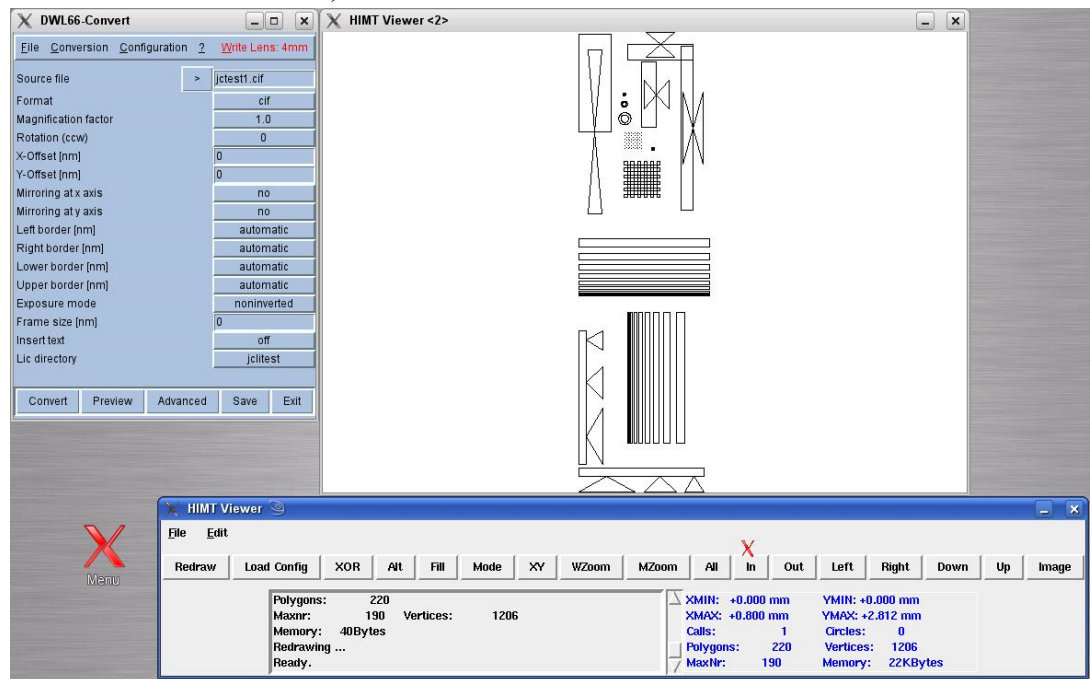 DWL66-Convert
File Conversion Configuration ? Write Lens: 4mm
Source file > jctest1.cif
Format cif
Magnification factor 1.0
Rotation (ccw) 0
X-Offset [nm] 0
Y-Offset [nm] 0
Mirroring at x axis no
Mirroring at y axis no
Left border [nm] automatic
Right border [nm] automatic
Lower border [nm] automatic
Upper border [nm] automatic
Exposure mode noninverted
Frame size [nm] 0
Insert text off
Lic directory jclitest
Convert Preview Advanced Save Exit
HIMT Viewer <2>
Menu
HIMT Viewer
File Edit
Redraw Load Config XOR Alt Fill Mode XY WZoom MZoom All In Out Left Right Down Up Image
Polygons: 220
Maxnr: 190 Vertices: 1206
Memory: 40Bytes
Redrawing ...
Ready.
XMIN: +0.000 mm YMIN: +0.000 mm
XMAX: +0.800 mm YMAX: +2.812 mm
Calls: 1 Circles: 0
Polygons: 220 Vertices: 1206
MaxNr: 190 Memory: 22KBytes